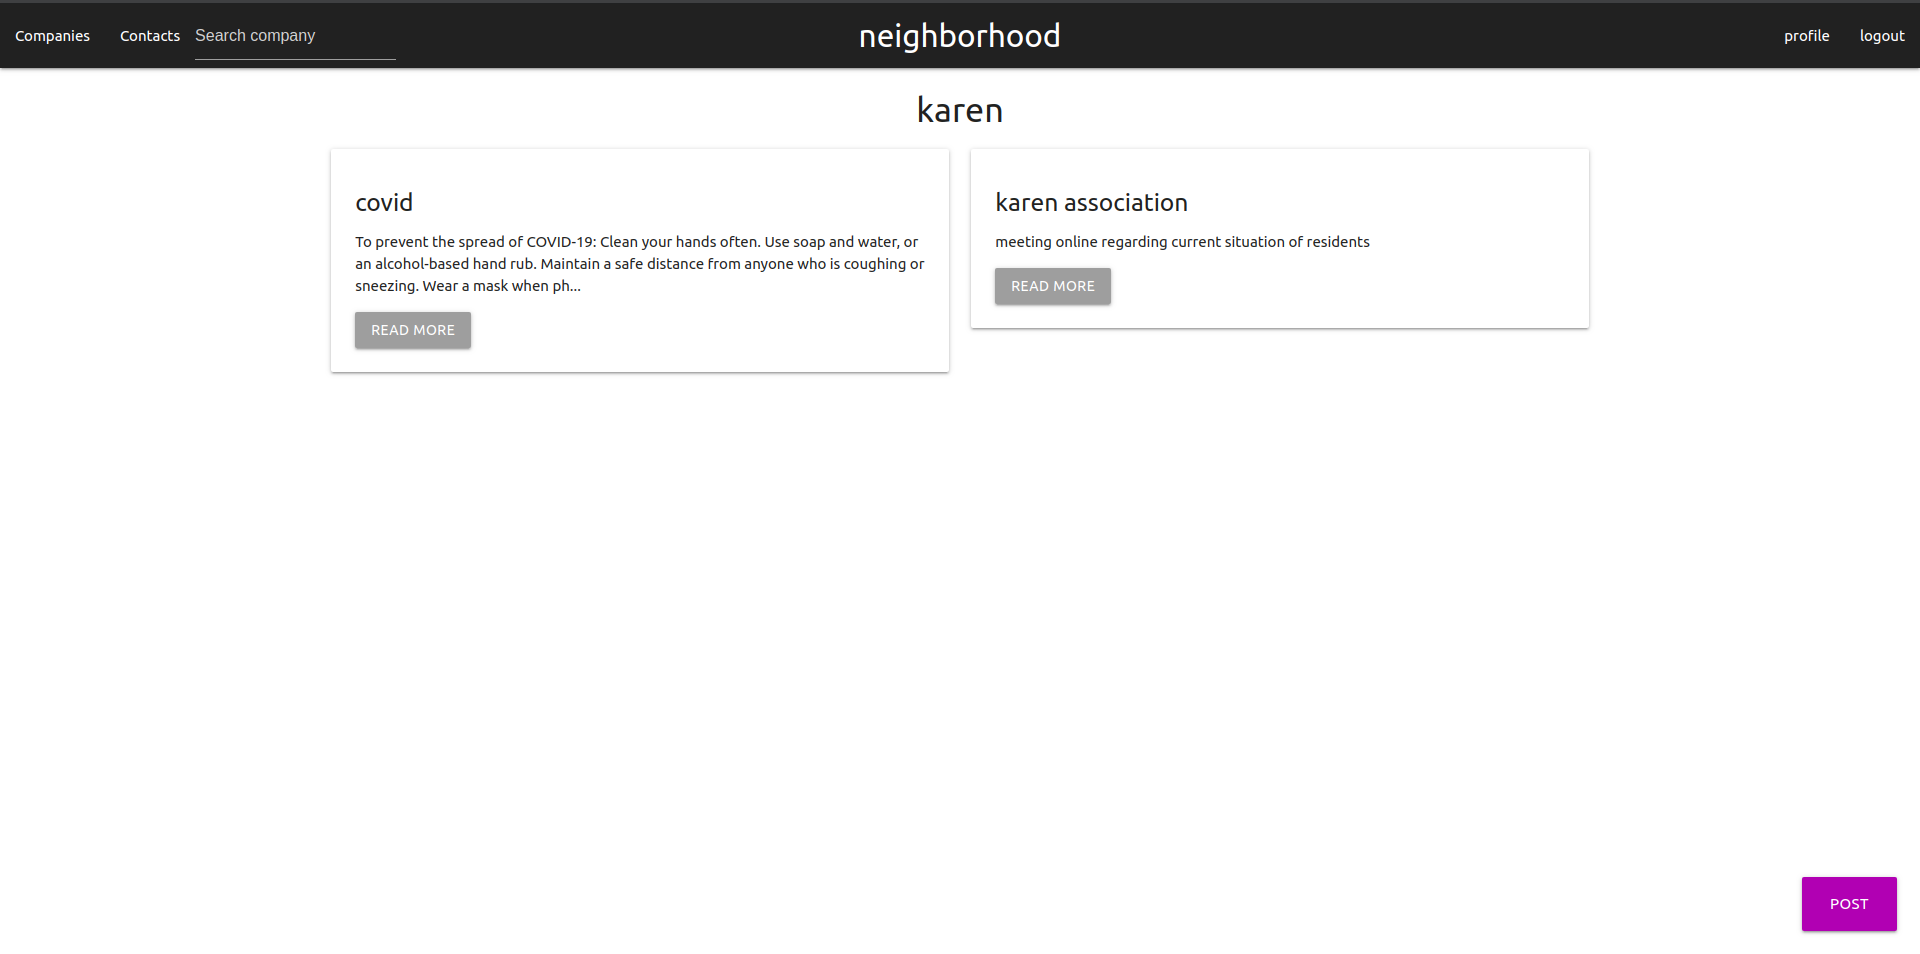 Companies
Contacts
Search company
neighborhood
profile
logout
karen
covid
To prevent the spread of COVID-19: Clean your hands often. Use soap and water, or
an alcohol-based hand rub. Maintain a safe distance from anyone who is coughing or
sneezing. Wear a mask when ph...
READ MORE
karen association
meeting online regarding current situation of residents
READ MORE
POST